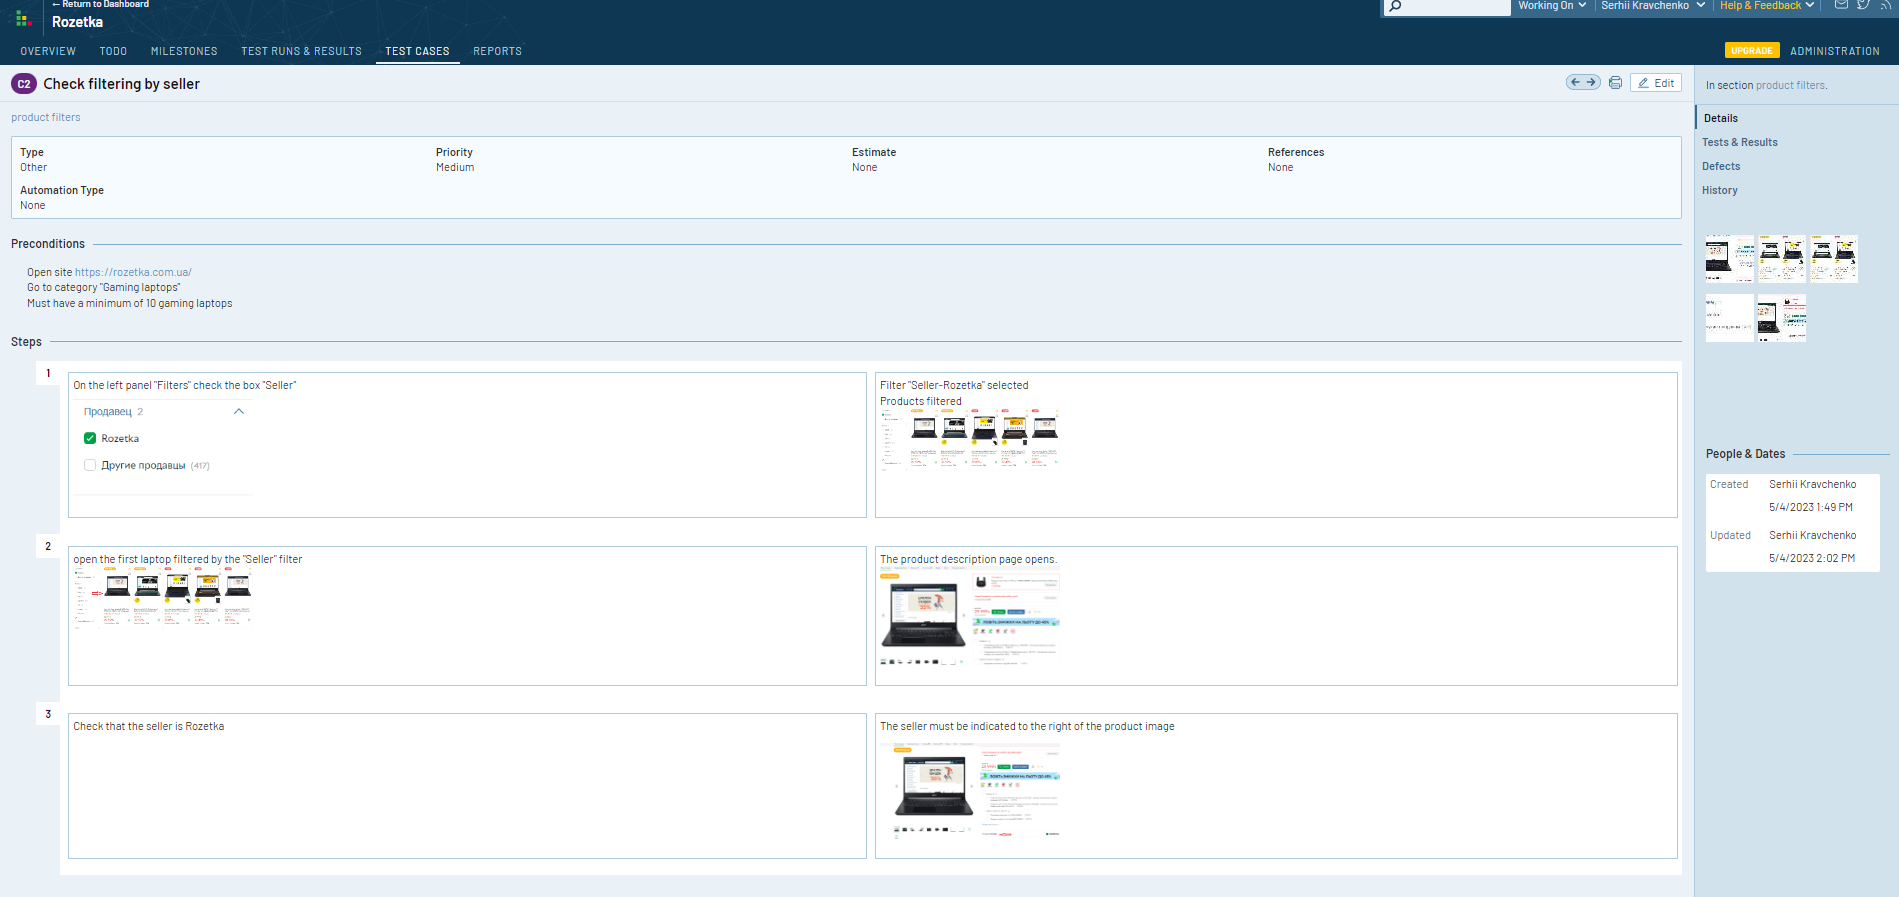 ← Return to Dashboard
Rozetka
Working On
Serhii Kravchenko
Help & Feedback
OVERVIEW
TODO
MILESTONES
TEST RUNS & RESULTS
TEST CASES
REPORTS
UPGRADE
ADMINISTRATION
C2
Check filtering by seller
Edit
product filters
Type
Other
Priority
Medium
Estimate
None
References
None
Automation Type
None
Preconditions
Open site https://rozetka.com.ua/
Go to category "Gaming laptops"
Must have a minimum of 10 gaming laptops
Steps
1
On the left panel "Filters" check the box "Seller"
Продавец 2
Rozetka
Другие продавцы (417)
Filter "Seller-Rozetka" selected
Products filtered
2
open the first laptop filtered by the "Seller" filter
The product description page opens.
3
Check that the seller is Rozetka
The seller must be indicated to the right of the product image
In section product filters.
Details
Tests & Results
Defects
History
People & Dates
Created
Serhii Kravchenko
5/4/2023 1:49 PM
Updated
Serhii Kravchenko
5/4/2023 2:02 PM